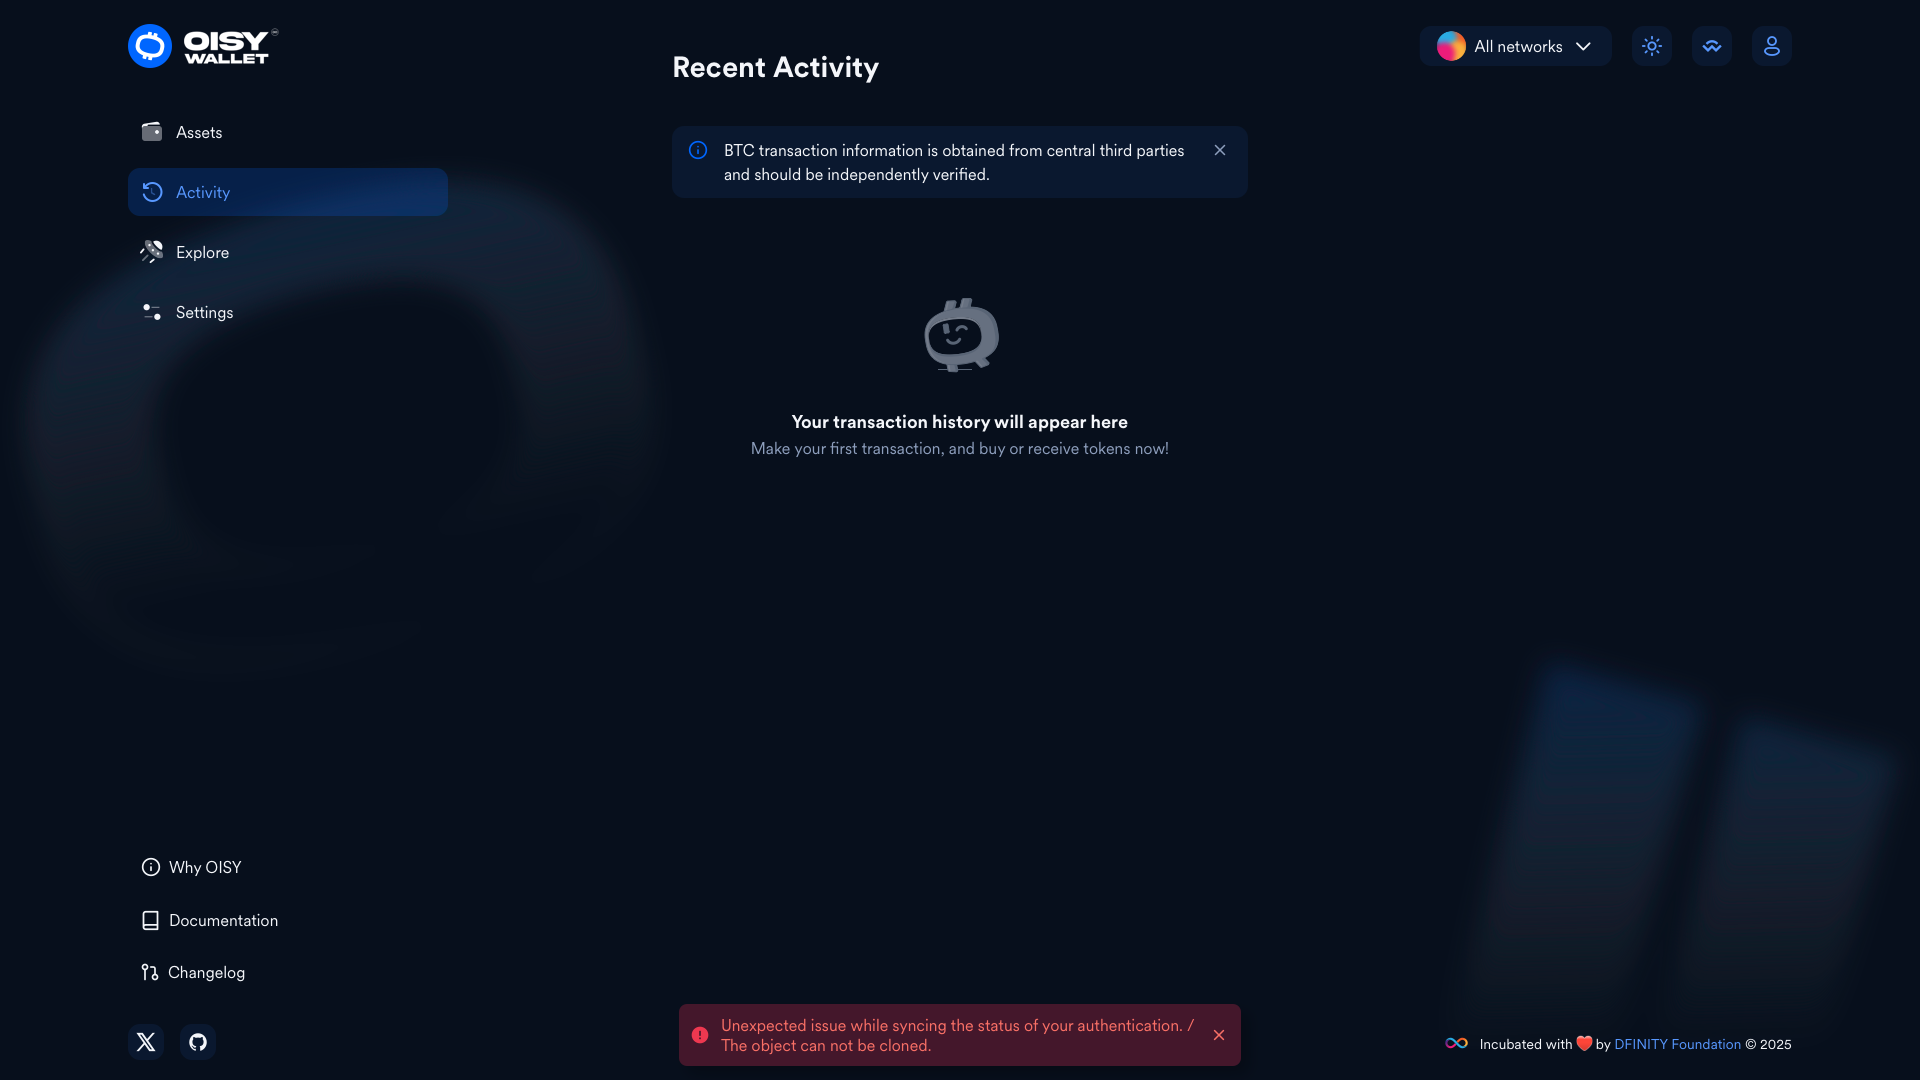 OISY
WALLET
Recent Activity
All networks
Assets
Activity
Explore
Settings
BTC transaction information is obtained from central third parties
and should be independently verified.
Your transaction history will appear here
Make your first transaction, and buy or receive tokens now!
Why OISY
Documentation
Changelog
Unexpected issue while syncing the status of your authentication. /
The object can not be cloned.
Incubated with ❤️ by DFINITY Foundation © 2025